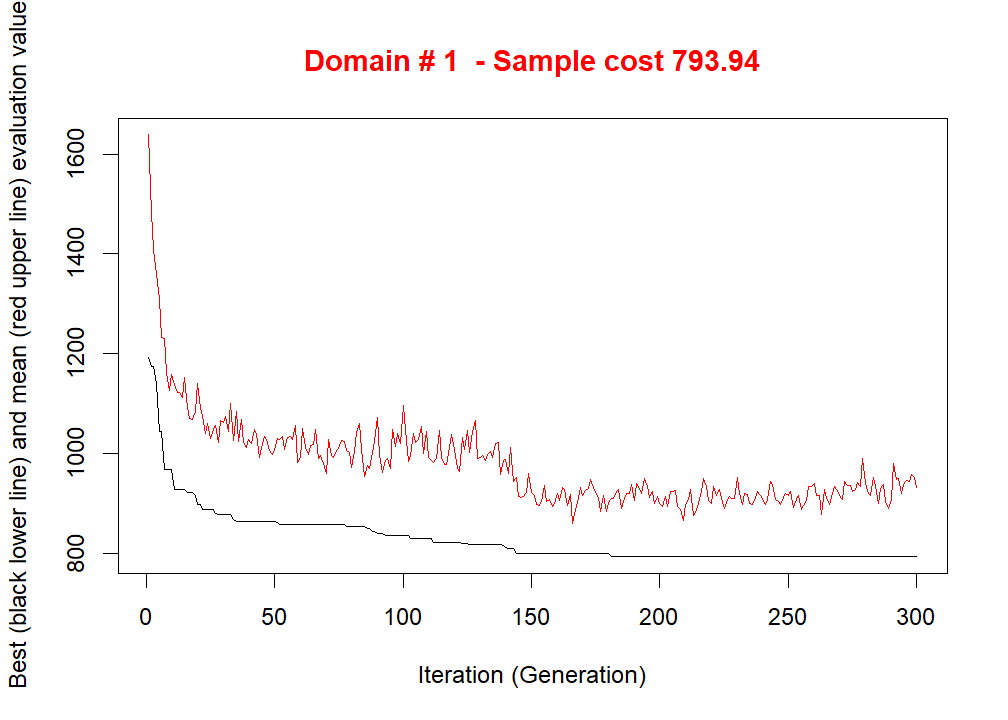 Domain # 1  - Sample cost 793.94
Best (black lower line) and mean (red upper line) evaluation value
1600
1400
1200
1000
800
0 50 100 150 200 250 300
Iteration (Generation)